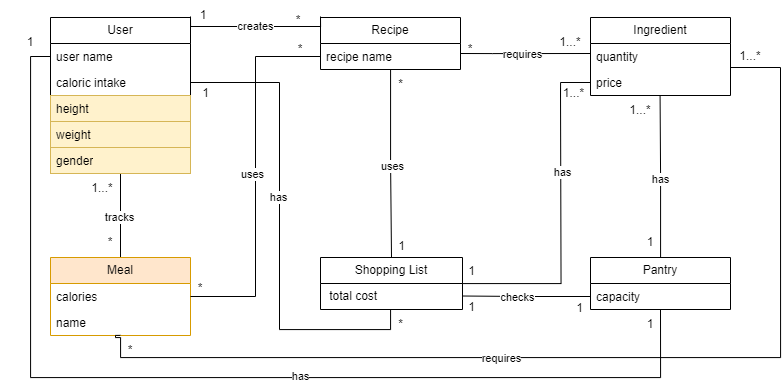 1
creates
*
User
Recipe
Ingredient
1
user name
*
recipe name
*
requires
1...*
quantity
1...*
caloric intake
price
1
*
1...*
1...*
height
weight
gender
uses
uses
has
has
has
1...*
tracks
*
1
1
Meal
Shopping List
1
Pantry
calories
*
total cost
1
checks
1
capacity
name
*
1
*
requires
has